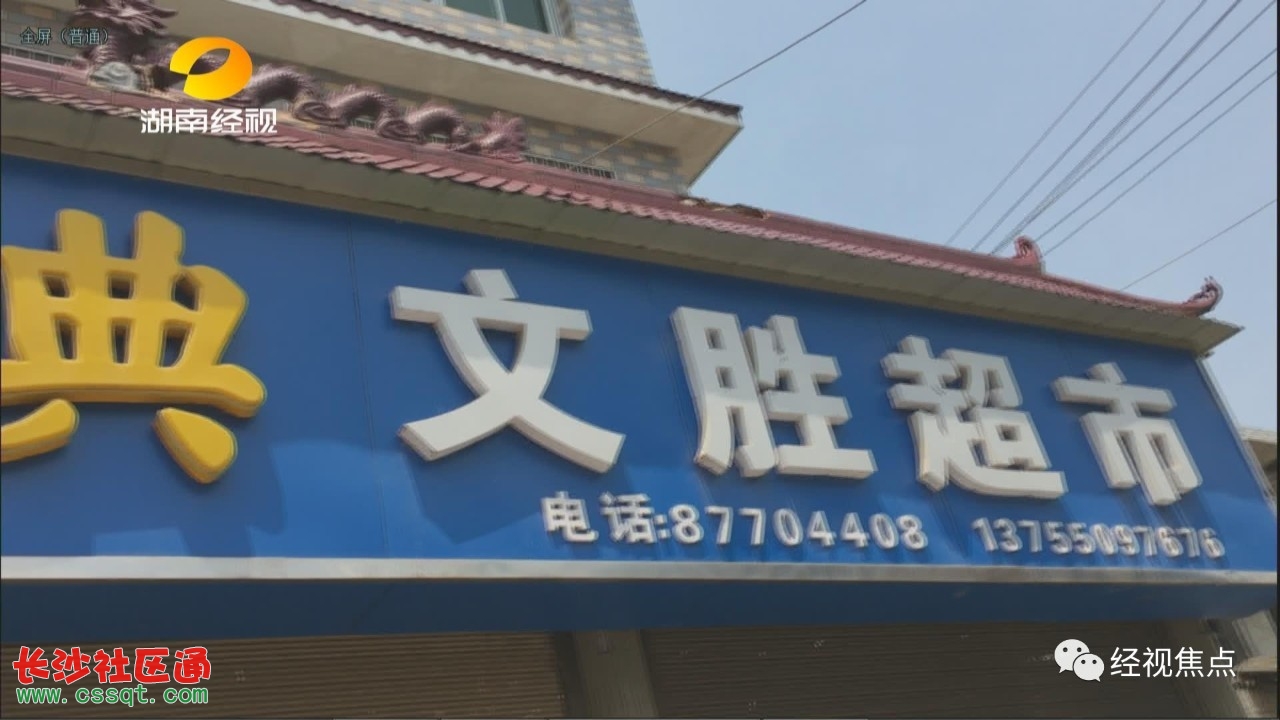 全屏（普通）
湖南经视
典 文胜超市
电话:87704408 13755097676
长沙社区通
www.cssqt.com
经视焦点